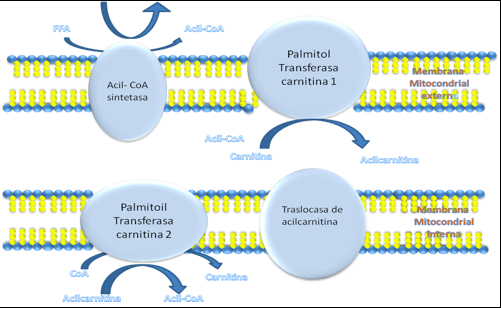 FFA
Acil-CoA
Acil- CoA
sintetasa
Palmitol
Transferasa
carnitina 1
Membrana
Mitocondrial
externa
Acil-CoA
Carnitina
Acilcarnitina
Palmitoil
Transferasa
carnitina 2
Traslocasa de
acilcarnitina
Membrana
Mitocondrial
Interna
CoA
Carnitina
Acilcarnitina
Acil-CoA